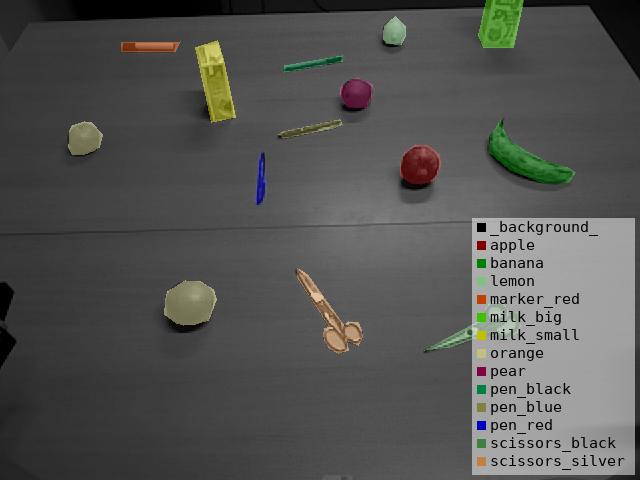 _background_
apple
banana
lemon
marker_red
milk_big
milk_small
orange
pear
pen_black
pen_blue
pen_red
scissors_black
scissors_silver